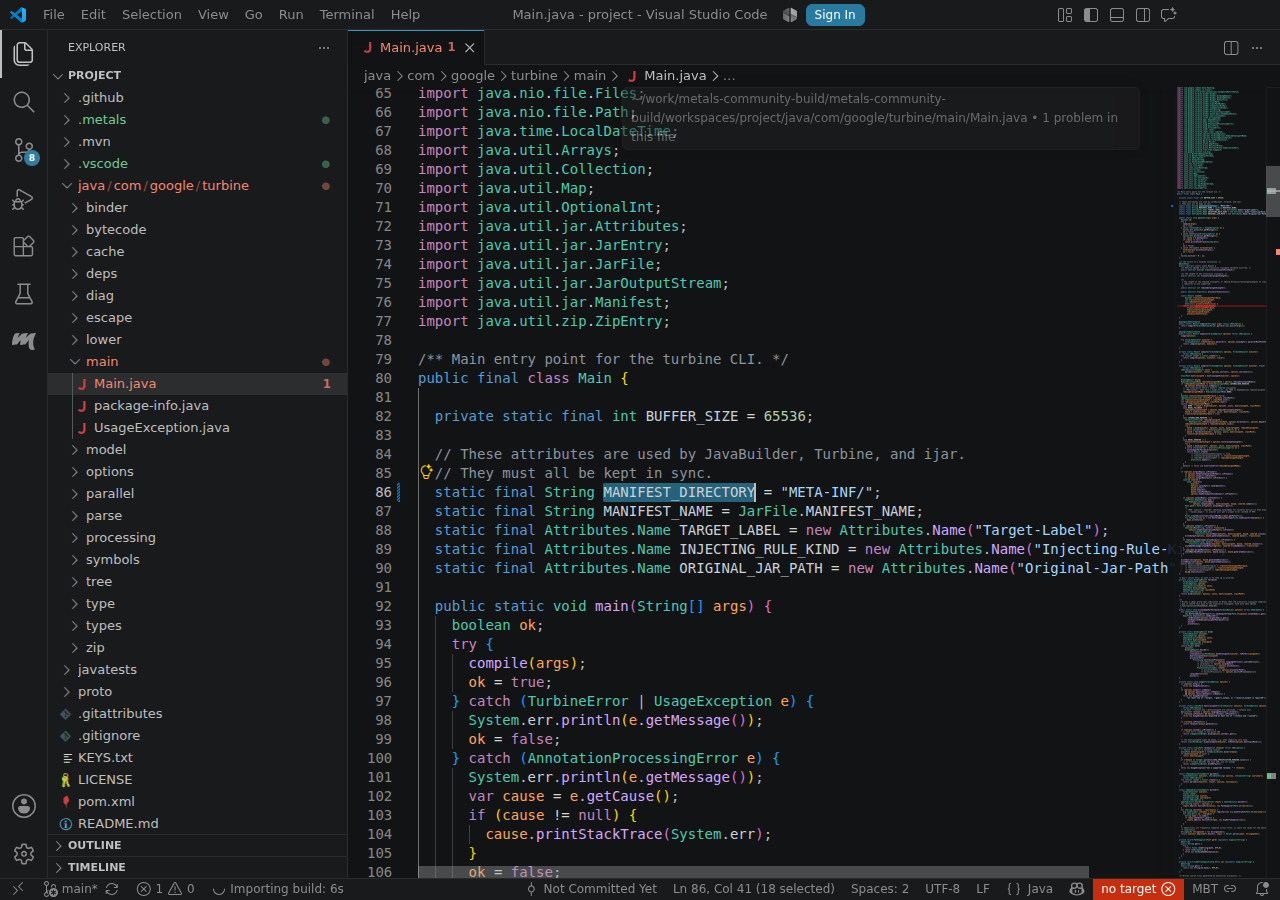 File Edit Selection View Go Run Terminal Help
Main.java - project - Visual Studio Code
Sign In
EXPLORER
PROJECT
.github
.metals
.mvn
.vscode
java/com/google/turbine
binder
bytecode
cache
deps
diag
escape
lower
main
Main.java 1
package-info.java
UsageException.java
model
options
parallel
parse
processing
symbols
tree
type
types
zip
javatests
proto
.gitattributes
.gitignore
KEYS.txt
LICENSE
pom.xml
README.md
OUTLINE
TIMELINE
8
Main.java 1
java > com > google > turbine > main > Main.java > ...
~/work/metals-community-build/metals-community-
build/workspaces/project/java/com/google/turbine/main/Main.java • 1 problem in
this file
65 import java.nio.file.Files;
66 import java.nio.file.Path;
67 import java.time.LocalDateTime;
68 import java.util.Arrays;
69 import java.util.Collection;
70 import java.util.Map;
71 import java.util.OptionalInt;
72 import java.util.jar.Attributes;
73 import java.util.jar.JarEntry;
74 import java.util.jar.JarFile;
75 import java.util.jar.JarOutputStream;
76 import java.util.jar.Manifest;
77 import java.util.zip.ZipEntry;
78
79 /** Main entry point for the turbine CLI. */
80 public final class Main {
81
82 private static final int BUFFER_SIZE = 65536;
83
84 // These attributes are used by JavaBuilder, Turbine, and ijar.
85 // They must all be kept in sync.
86 static final String MANIFEST_DIRECTORY = "META-INF/";
87 static final String MANIFEST_NAME = JarFile.MANIFEST_NAME;
88 static final Attributes.Name TARGET_LABEL = new Attributes.Name("Target-Label");
89 static final Attributes.Name INJECTING_RULE_KIND = new Attributes.Name("Injecting-Rule-K
90 static final Attributes.Name ORIGINAL_JAR_PATH = new Attributes.Name("Original-Jar-Path
91
92 public static void main(String[] args) {
93 boolean ok;
94 try {
95 compile(args);
96 ok = true;
97 } catch (TurbineError | UsageException e) {
98 System.err.println(e.getMessage());
99 ok = false;
100 } catch (AnnotationProcessingError e) {
101 System.err.println(e.getMessage());
102 var cause = e.getCause();
103 if (cause != null) {
104 cause.printStackTrace(System.err);
105 }
106 ok = false;
main* 1 0 Importing build: 6s Not Committed Yet Ln 86, Col 41 (18 selected) Spaces: 2 UTF-8 LF { } Java no target MBT